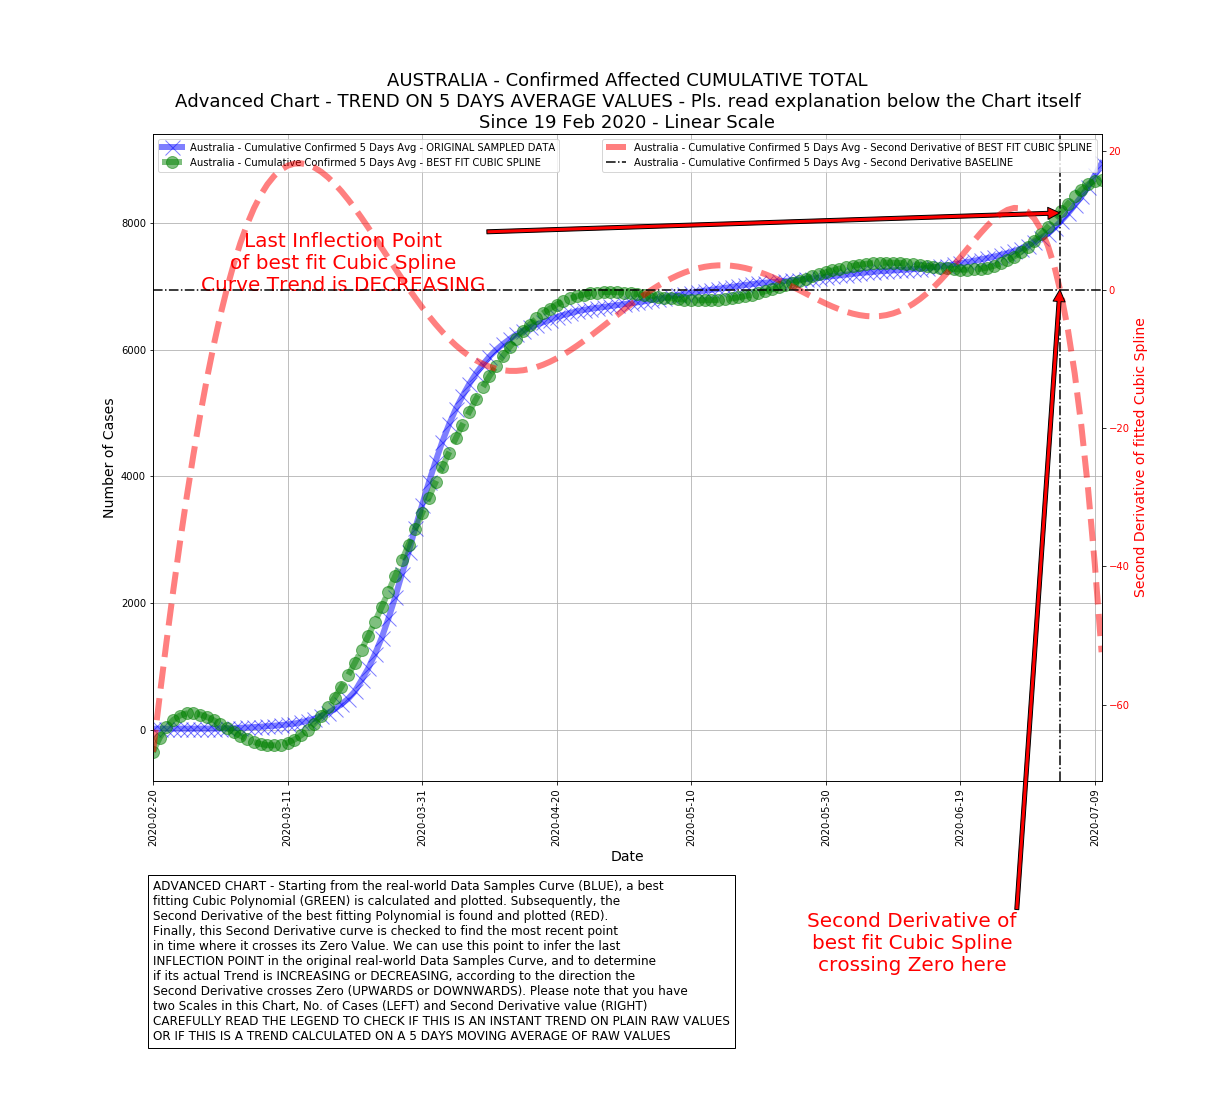 AUSTRALIA - Confirmed Affected CUMULATIVE TOTAL
Advanced Chart - TREND ON 5 DAYS AVERAGE VALUES - Pls. read explanation below the Chart itself
Since 19 Feb 2020 - Linear Scale
Australia - Cumulative Confirmed 5 Days Avg - ORIGINAL SAMPLED DATA
Australia - Cumulative Confirmed 5 Days Avg - BEST FIT CUBIC SPLINE
Australia - Cumulative Confirmed 5 Days Avg - Second Derivative of BEST FIT CUBIC SPLINE
Australia - Cumulative Confirmed 5 Days Avg - Second Derivative BASELINE
Last Inflection Point
of best fit Cubic Spline
Curve Trend is DECREASING
Number of Cases
8000
6000
4000
2000
0
20
0
−20
−40
−60
Second Derivative of fitted Cubic Spline
2020-02-20
2020-03-11
2020-03-31
2020-04-20
2020-05-10
2020-05-30
2020-06-19
2020-07-09
Date
ADVANCED CHART - Starting from the real-world Data Samples Curve (BLUE), a best
fitting Cubic Polynomial (GREEN) is calculated and plotted. Subsequently, the
Second Derivative of the best fitting Polynomial is found and plotted (RED).
Finally, this Second Derivative curve is checked to find the most recent point
in time where it crosses its Zero Value. We can use this point to infer the last
INFLECTION POINT in the original real-world Data Samples Curve, and to determine
if its actual Trend is INCREASING or DECREASING, according to the direction the
Second Derivative crosses Zero (UPWARDS or DOWNWARDS). Please note that you have
two Scales in this Chart, No. of Cases (LEFT) and Second Derivative value (RIGHT)
CAREFULLY READ THE LEGEND TO CHECK IF THIS IS AN INSTANT TREND ON PLAIN RAW VALUES
OR IF THIS IS A TREND CALCULATED ON A 5 DAYS MOVING AVERAGE OF RAW VALUES
Second Derivative of
best fit Cubic Spline
crossing Zero here